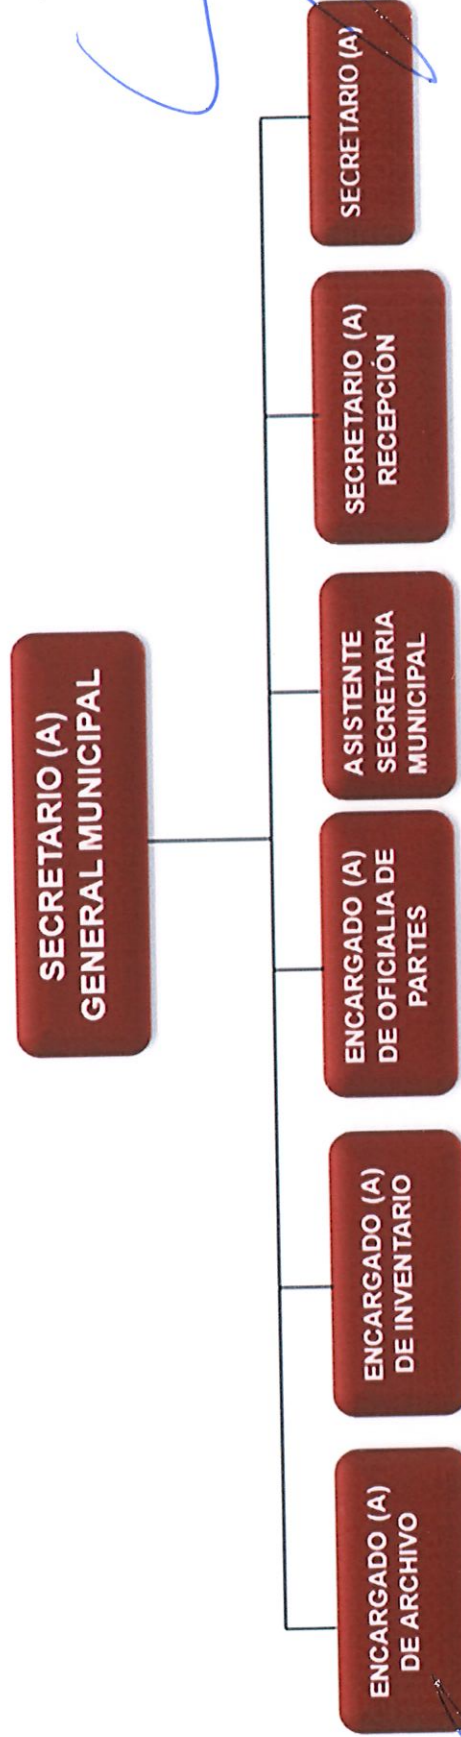 SECRETARIO (A)
GENERAL MUNICIPAL
ENCARGADO (A)
DE ARCHIVO
ENCARGADO (A)
DE INVENTARIO
ENCARGADO (A)
DE OFICIALIA DE
PARTES
ASISTENTE
SECRETARIA
MUNICIPAL
SECRETARIO (A)
RECEPCIÓN
SECRETARIO (A)